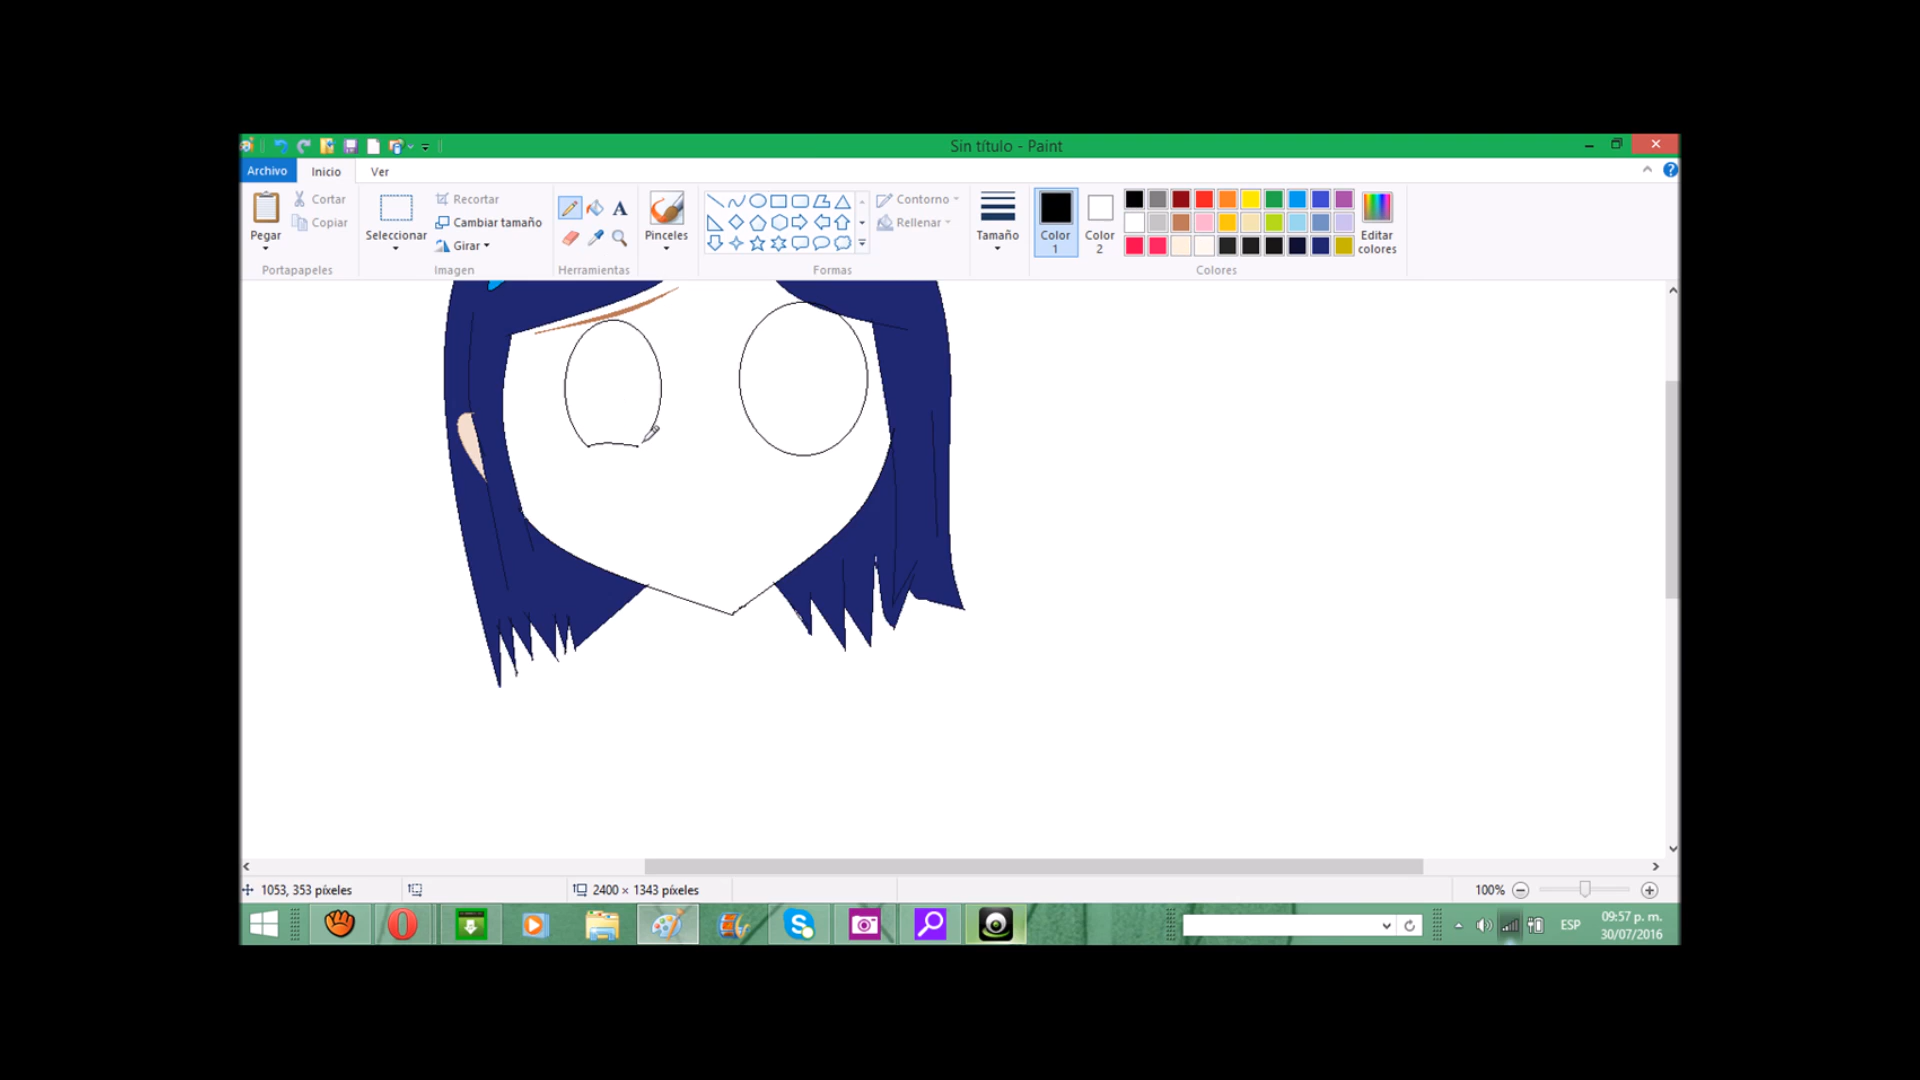 Sin título - Paint
Archivo Inicio Ver
Pegar
Cortar
Copiar
Portapapeles
Seleccionar
Recortar
Cambiar tamaño
Girar
Imagen
A
Herramientas
Pinceles
Contorno
Rellenar
Formas
Tamaño
Color 1
Color 2
Editar colores
Colores
1053, 353 píxeles
2400 × 1343 píxeles
100%
ESP
09:57 p. m.
30/07/2016